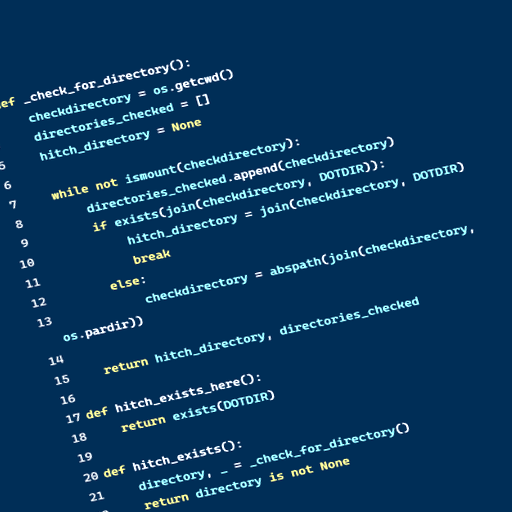 ef _check_for_directory():
checkdirectory = os.getcwd()
directories_checked = []
5 hitch_directory = None
6
7 while not ismount(checkdirectory):
8 directories_checked.append(checkdirectory)
9 if exists(join(checkdirectory, DOTDIR)):
10 hitch_directory = join(checkdirectory, DOTDIR)
11 break
12 else:
13 checkdirectory = abspath(join(checkdirectory,
os.pardir))
14
15 return hitch_directory, directories_checked
16
17 def hitch_exists_here():
18 return exists(DOTDIR)
19
20 def hitch_exists():
21 directory, _ = _check_for_directory()
return directory is not None